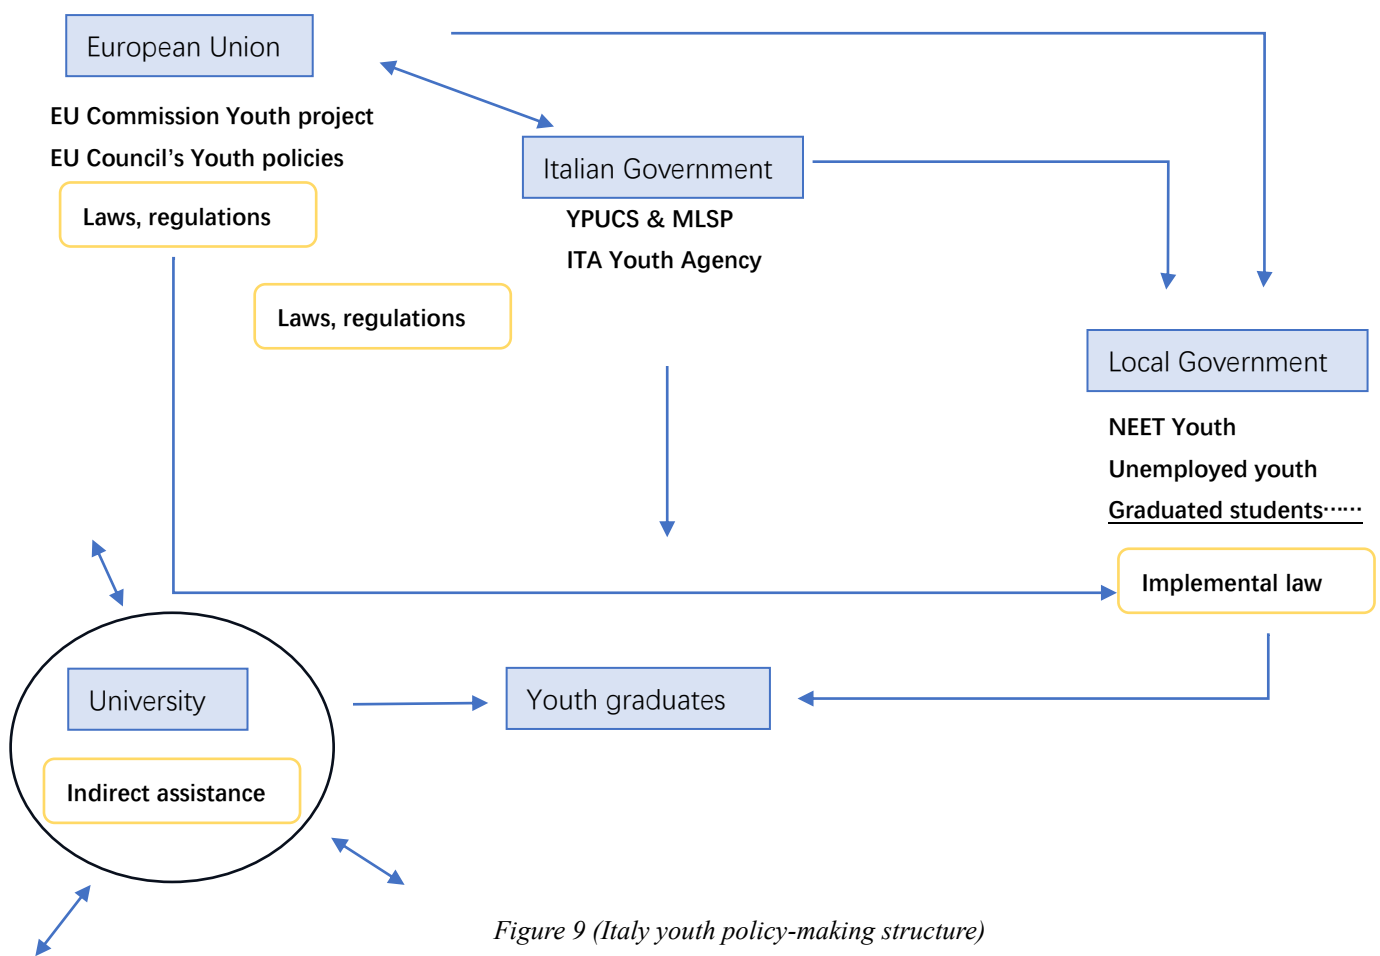 European Union
EU Commission Youth project
EU Council's Youth policies
Laws, regulations
Italian Government
YPUCS & MLSP
ITA Youth Agency
Laws, regulations
Local Government
NEET Youth
Unemployed youth
Graduated students⋯⋯
Implemental law
University
Indirect assistance
Youth graduates
Figure 9 (Italy youth policy-making structure)